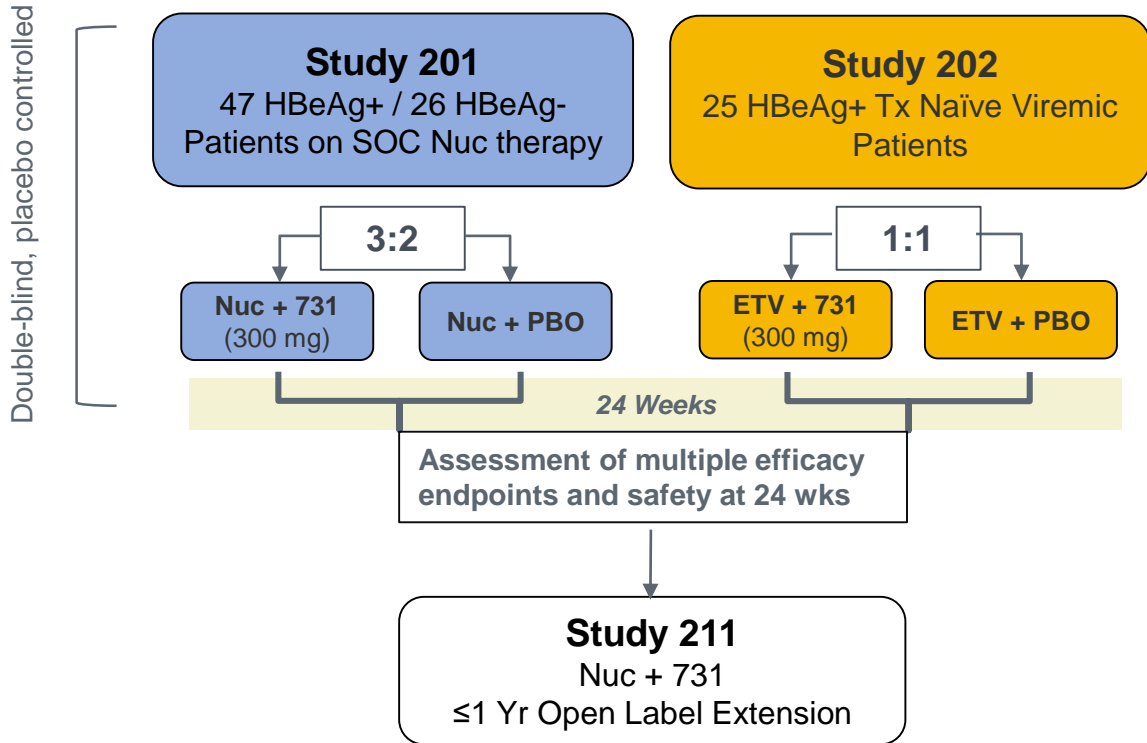 Double-blind, placebo controlled
Study 201
47 HBeAg+ / 26 HBeAg-
Patients on SOC Nuc therapy
Study 202
25 HBeAg+ Tx Naïve Viremic
Patients
3:2
1:1
Nuc + 731
(300 mg)
Nuc + PBO
ETV + 731
(300 mg)
ETV + PBO
24 Weeks
Assessment of multiple efficacy
endpoints and safety at 24 wks
Study 211
Nuc + 731
≤1 Yr Open Label Extension